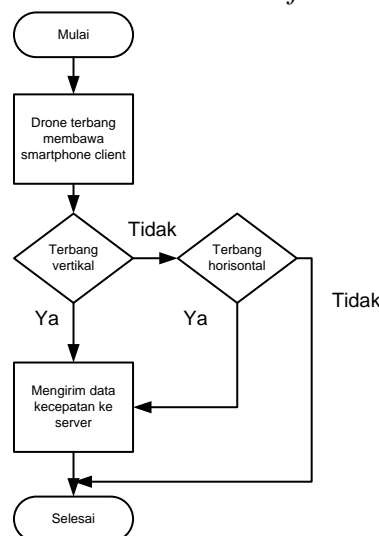 Mulai
Drone terbang
membawa
smartphone client
Tidak
Terbang
vertikal
Terbang
horisontal
Tidak
Ya
Ya
Mengirim data
kecepatan ke
server
Selesai